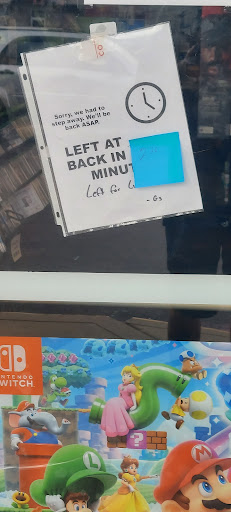 Sorry, we had to
step away. We'll be
back ASAP.
LEFT AT
BACK IN
MINUT
Left for
- Gs
NINTENDO
SWITCH
?
L
M